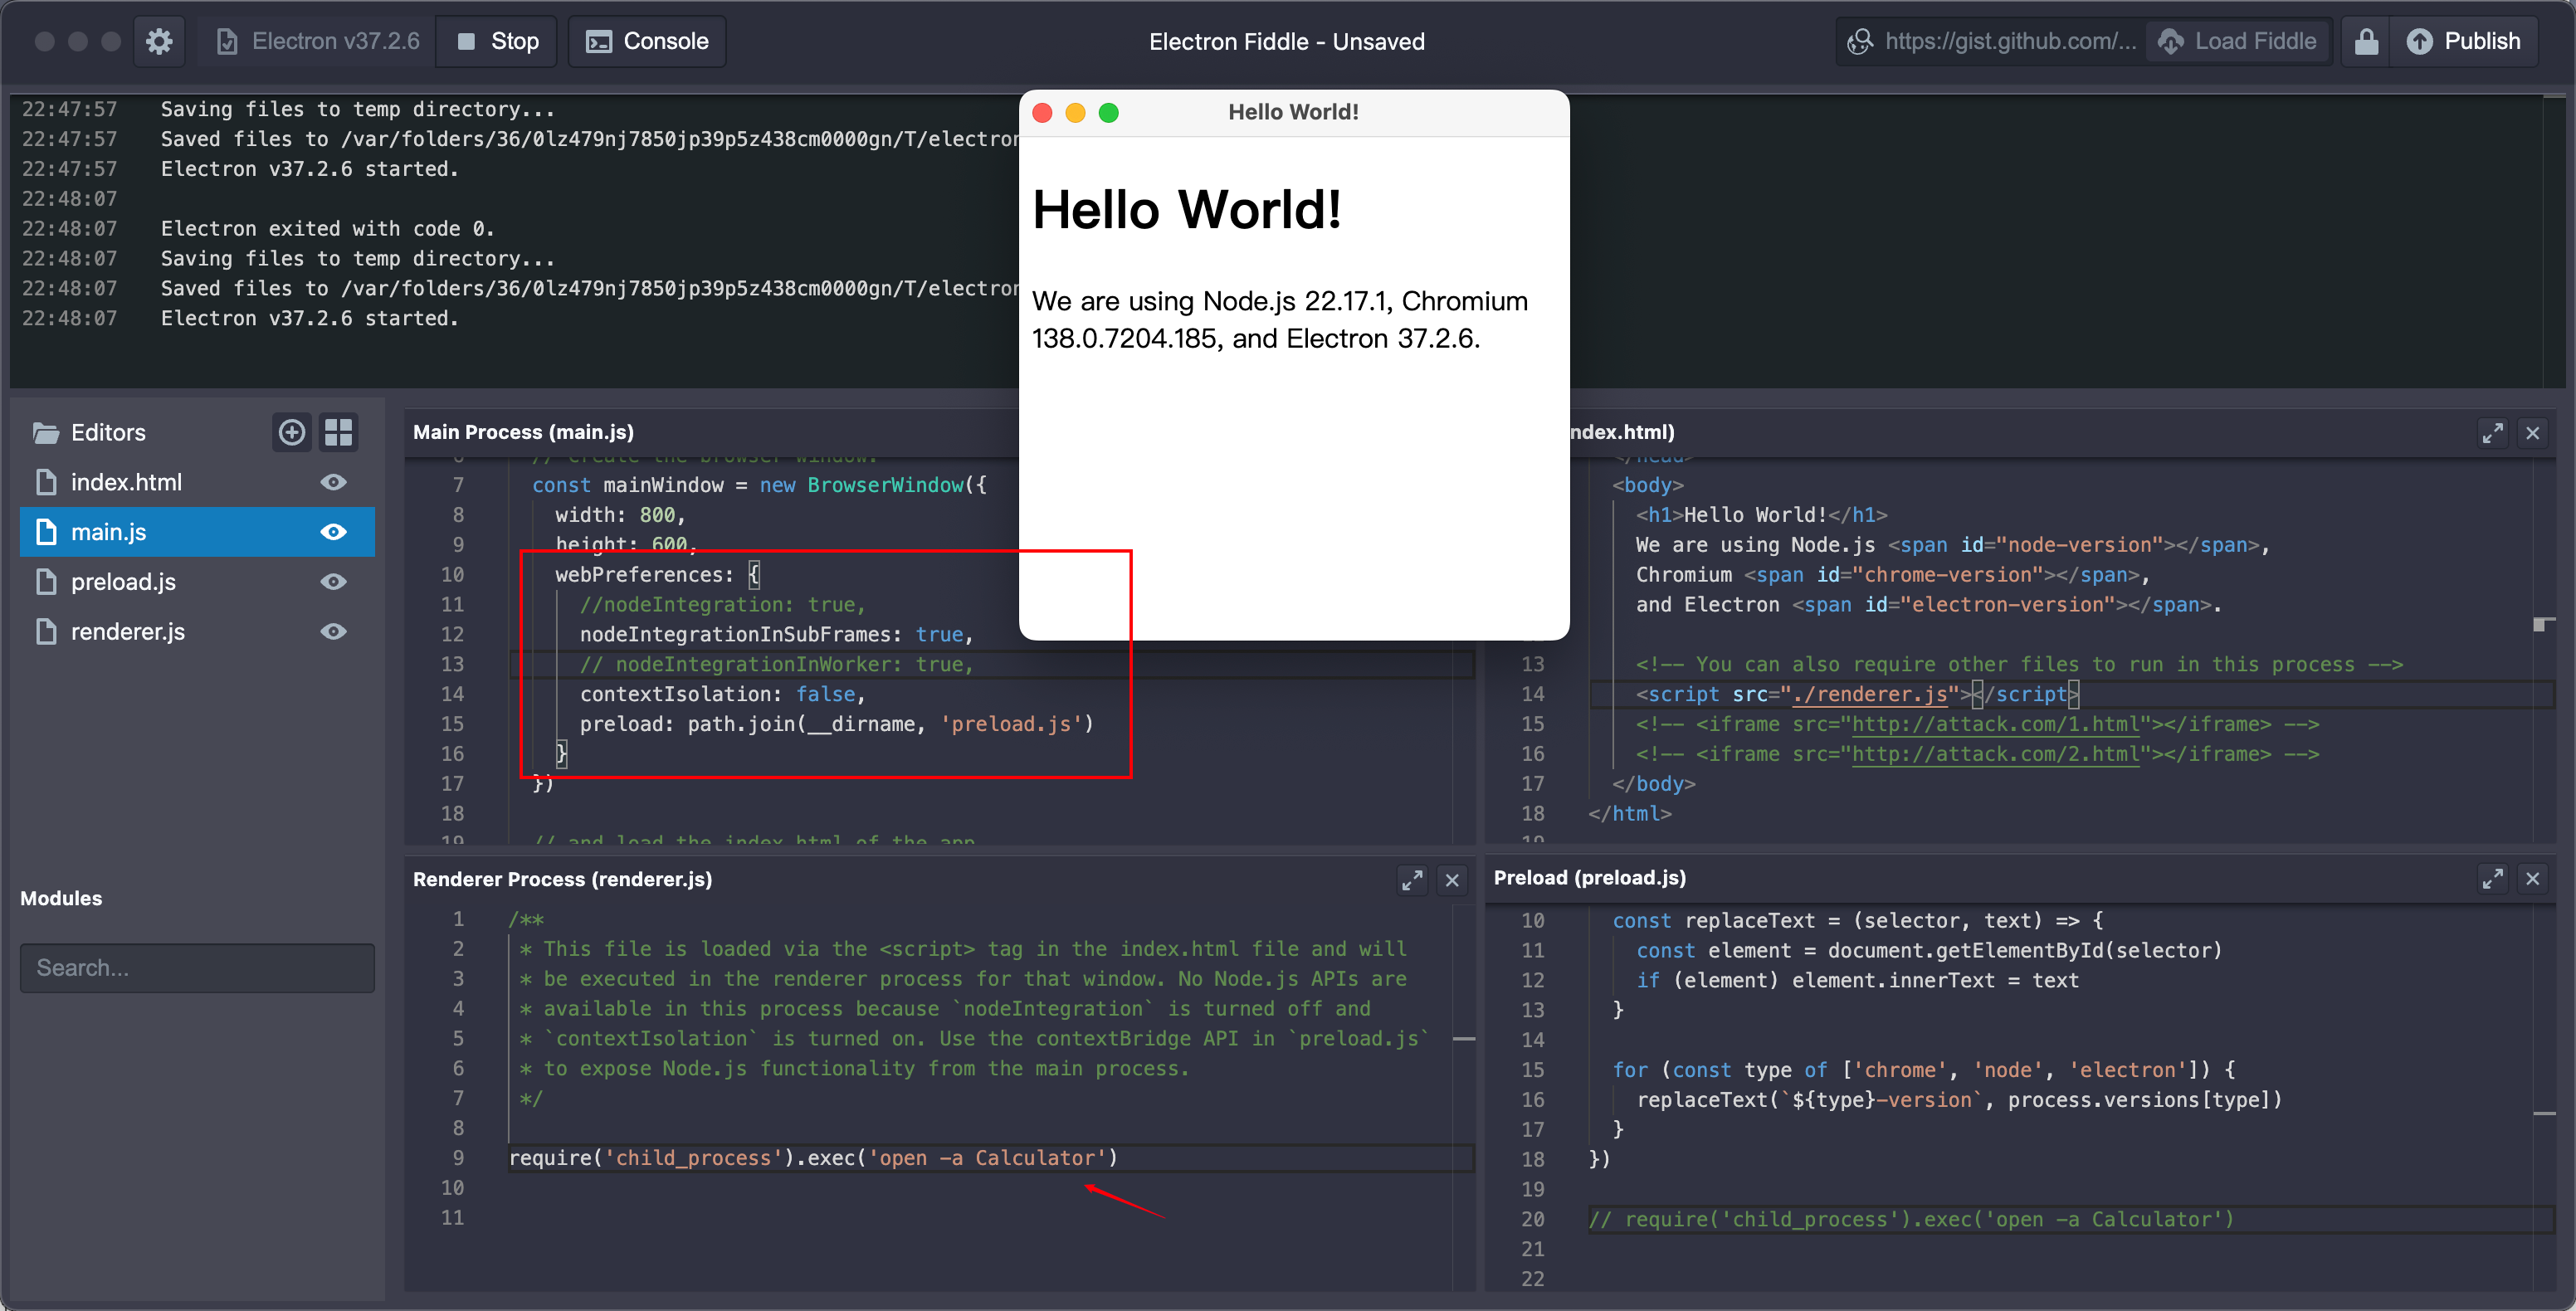 Electron v37.2.6
Stop
Console
Electron Fiddle - Unsaved
https://gist.github.com/...
Load Fiddle
Publish
22:47:57 Saving files to temp directory...
22:47:57 Saved files to /var/folders/36/0lz479nj7850jp39p5z438cm0000gn/T/electron
22:47:57 Electron v37.2.6 started.
22:48:07
22:48:07 Electron exited with code 0.
22:48:07 Saving files to temp directory...
22:48:07 Saved files to /var/folders/36/0lz479nj7850jp39p5z438cm0000gn/T/electron
22:48:07 Electron v37.2.6 started.
Hello World!
Hello World!
We are using Node.js 22.17.1, Chromium
138.0.7204.185, and Electron 37.2.6.
Editors
index.html
main.js
preload.js
renderer.js
Modules
Search...
Main Process (main.js)
6 // Create the browser window.
7 const mainWindow = new BrowserWindow({
8 width: 800,
9 height: 600,
10 webPreferences: {
11 //nodeIntegration: true,
12 nodeIntegrationInSubFrames: true,
13 // nodeIntegrationInWorker: true,
14 contextIsolation: false,
15 preload: path.join(__dirname, 'preload.js')
16 }
17 })
18
19 // and load the index.html of the app.
ndex.html)
</head>
<body>
<h1>Hello World!</h1>
We are using Node.js <span id="node-version"></span>,
Chromium <span id="chrome-version"></span>,
and Electron <span id="electron-version"></span>.
13 <!-- You can also require other files to run in this process -->
14 <script src="./renderer.js"></script>
15 <!-- <iframe src="http://attack.com/1.html"></iframe> -->
16 <!-- <iframe src="http://attack.com/2.html"></iframe> -->
17 </body>
18 </html>
19
Renderer Process (renderer.js)
1 /**
2 * This file is loaded via the <script> tag in the index.html file and will
3 * be executed in the renderer process for that window. No Node.js APIs are
4 * available in this process because `nodeIntegration` is turned off and
5 * `contextIsolation` is turned on. Use the contextBridge API in `preload.js`
6 * to expose Node.js functionality from the main process.
7 */
8
9 require('child_process').exec('open -a Calculator')
10
11
Preload (preload.js)
10 const replaceText = (selector, text) => {
11 const element = document.getElementById(selector)
12 if (element) element.innerText = text
13 }
14
15 for (const type of ['chrome', 'node', 'electron']) {
16 replaceText(`${type}-version`, process.versions[type])
17 }
18 })
19
20 // require('child_process').exec('open -a Calculator')
21
22